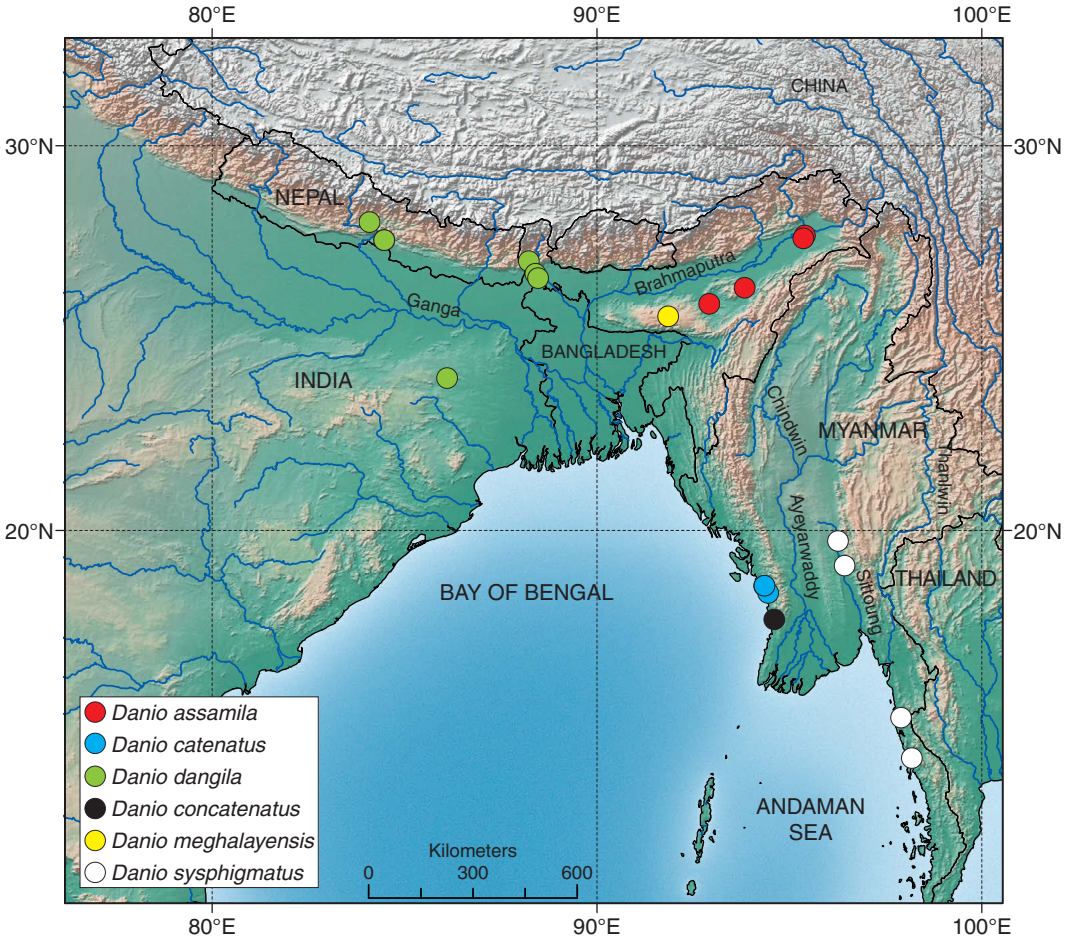 80°E
90°E
100°E
CHINA
30°N
30°N
NEPAL
Brahmaputra
Ganga
BANGLADESH
INDIA
Chindwin
MYANMAR
Thanlwin
Ayeyarwaddy
20°N
20°N
Sittoung
THAILAND
BAY OF BENGAL
Danio assamila
Danio catenatus
Danio dangila
Danio concatenatus
Danio meghalayensis
Danio sysphigmatus
ANDAMAN
SEA
Kilometers
0
300
600
80°E
90°E
100°E